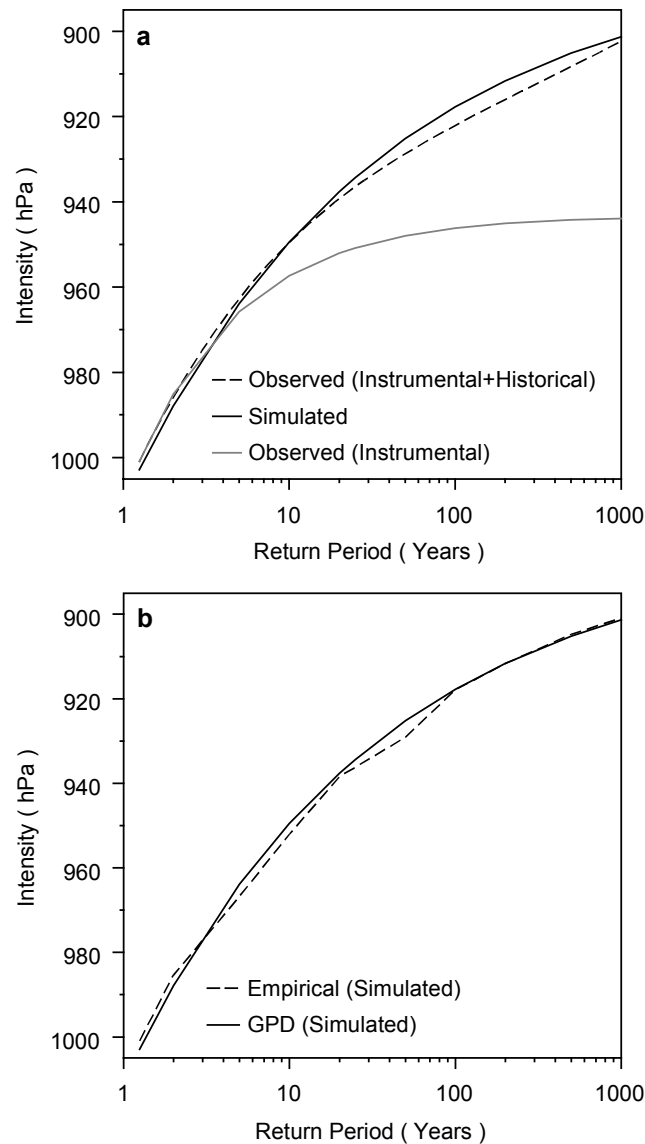 a
900
920
940
960
980
1000
Intensity ( hPa )
Observed (Instrumental+Historical)
Simulated
Observed (Instrumental)
1 10 100 1000
Return Period ( Years )
b
900
920
940
960
980
1000
Intensity ( hPa )
Empirical (Simulated)
GPD (Simulated)
1 10 100 1000
Return Period ( Years )